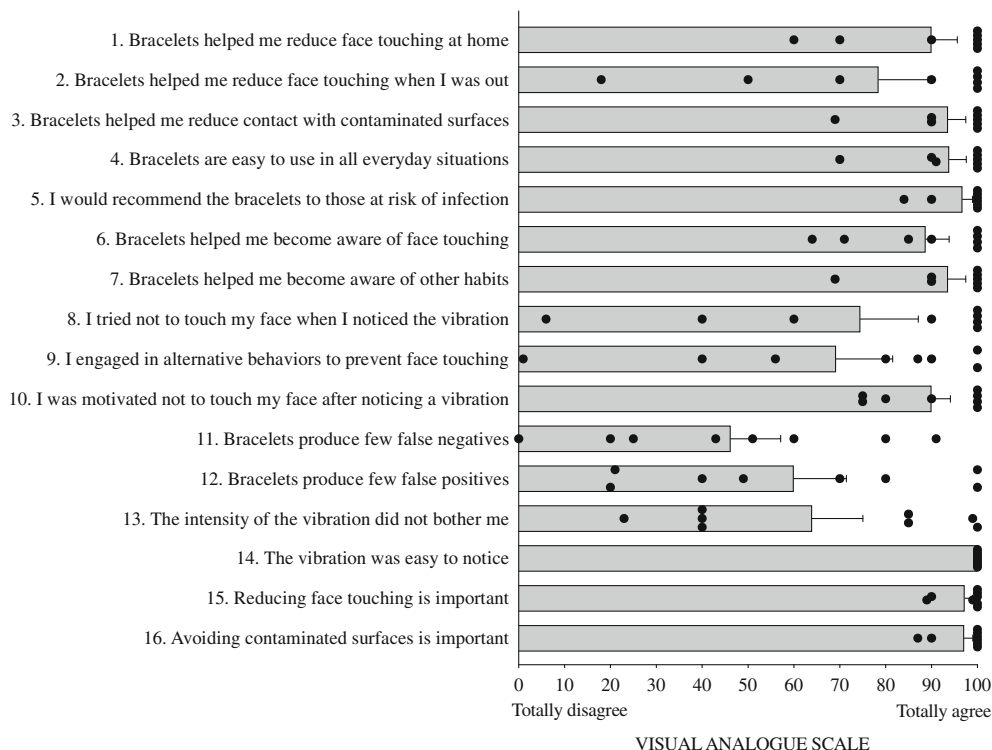 1. Bracelets helped me reduce face touching at home
2. Bracelets helped me reduce face touching when I was out
3. Bracelets helped me reduce contact with contaminated surfaces
4. Bracelets are easy to use in all everyday situations
5. I would recommend the bracelets to those at risk of infection
6. Bracelets helped me become aware of face touching
7. Bracelets helped me become aware of other habits
8. I tried not to touch my face when I noticed the vibration
9. I engaged in alternative behaviors to prevent face touching
10. I was motivated not to touch my face after noticing a vibration
11. Bracelets produce few false negatives
12. Bracelets produce few false positives
13. The intensity of the vibration did not bother me
14. The vibration was easy to notice
15. Reducing face touching is important
16. Avoiding contaminated surfaces is important
0 10 20 30 40 50 60 70 80 90 100
Totally disagree Totally agree
VISUAL ANALOGUE SCALE